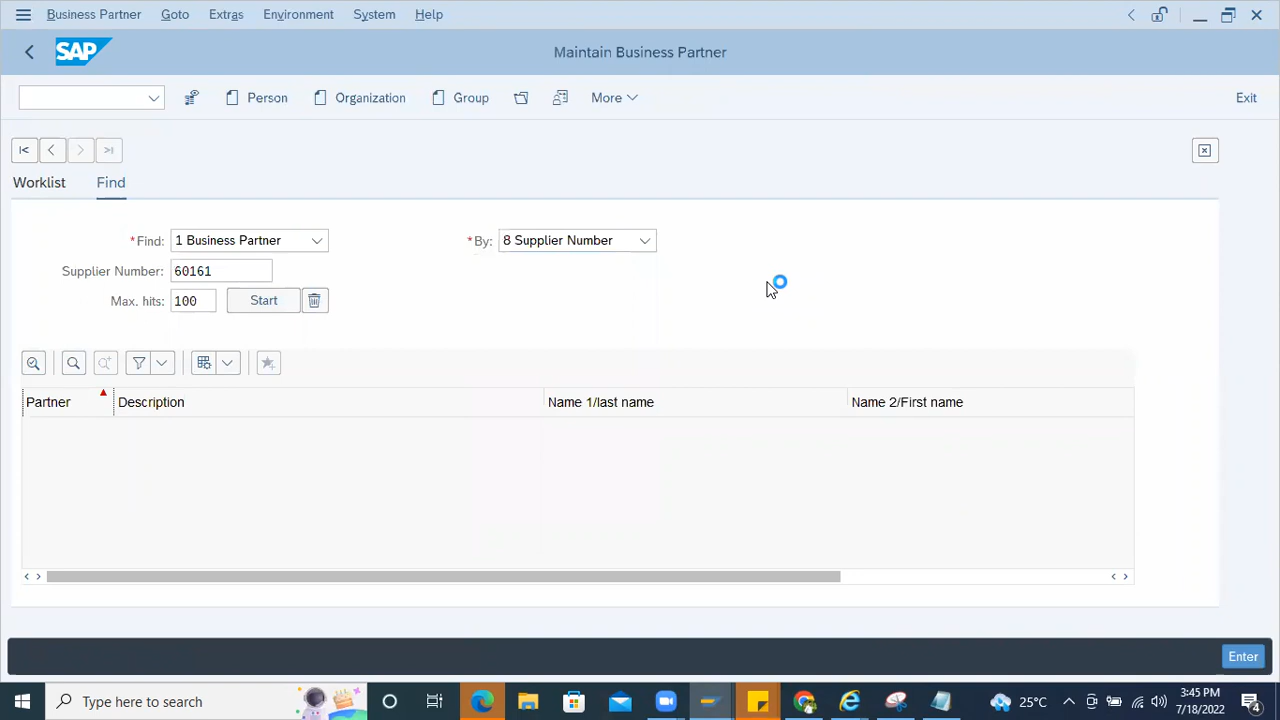 Business Partner Goto Extras Environment System Help
SAP Maintain Business Partner
Person Organization Group More Exit
Worklist Find
*Find: 1 Business Partner *By: 8 Supplier Number
Supplier Number: 60161
Max. hits: 100 Start
Partner Description Name 1/last name Name 2/First name
Enter
Type here to search 25°C 3:45 PM
7/18/2022 4